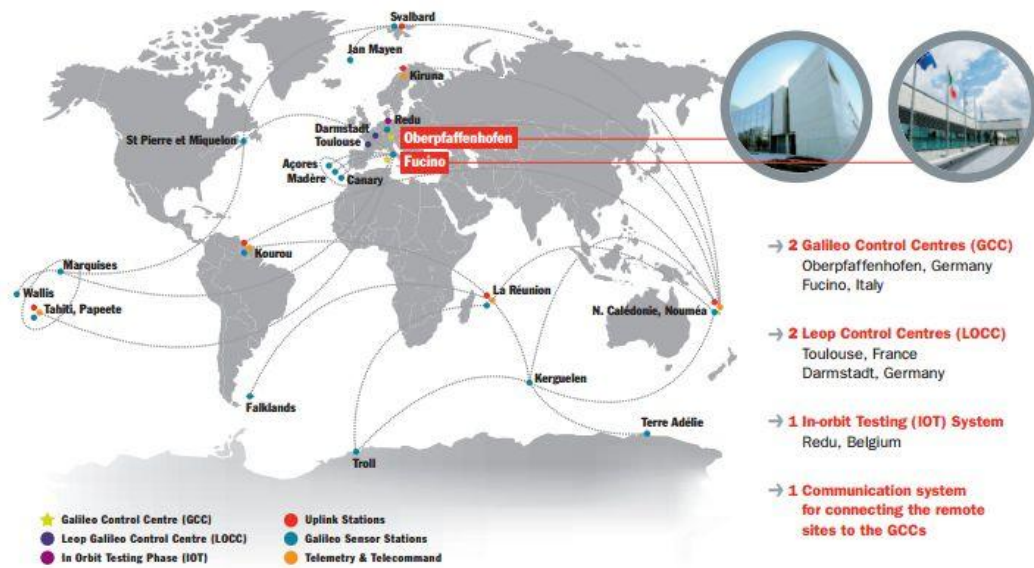 Svalbard
Jan Mayen
Kiruna
St Pierre et Miquelon
Redu
Darmstadt
Toulouse
Oberpfaffenhofen
Fucino
Açores
Madère
Canary
Kourou
Marquises
Wallis
Tahiti, Papeete
La Réunion
N. Calédonie, Nouméa
Kerguelen
Falklands
Terre Adélie
Troll
2 Galileo Control Centres (GCC)
Oberpfaffenhofen, Germany
Fucino, Italy
2 Leop Control Centres (LOCC)
Toulouse, France
Darmstadt, Germany
1 In-orbit Testing (IOT) System
Redu, Belgium
1 Communication system
for connecting the remote
sites to the GCCs
Galileo Control Centre (GCC)
Leop Galileo Control Centre (LOCC)
In Orbit Testing Phase (IOT)
Uplink Stations
Galileo Sensor Stations
Telemetry & Telecommand